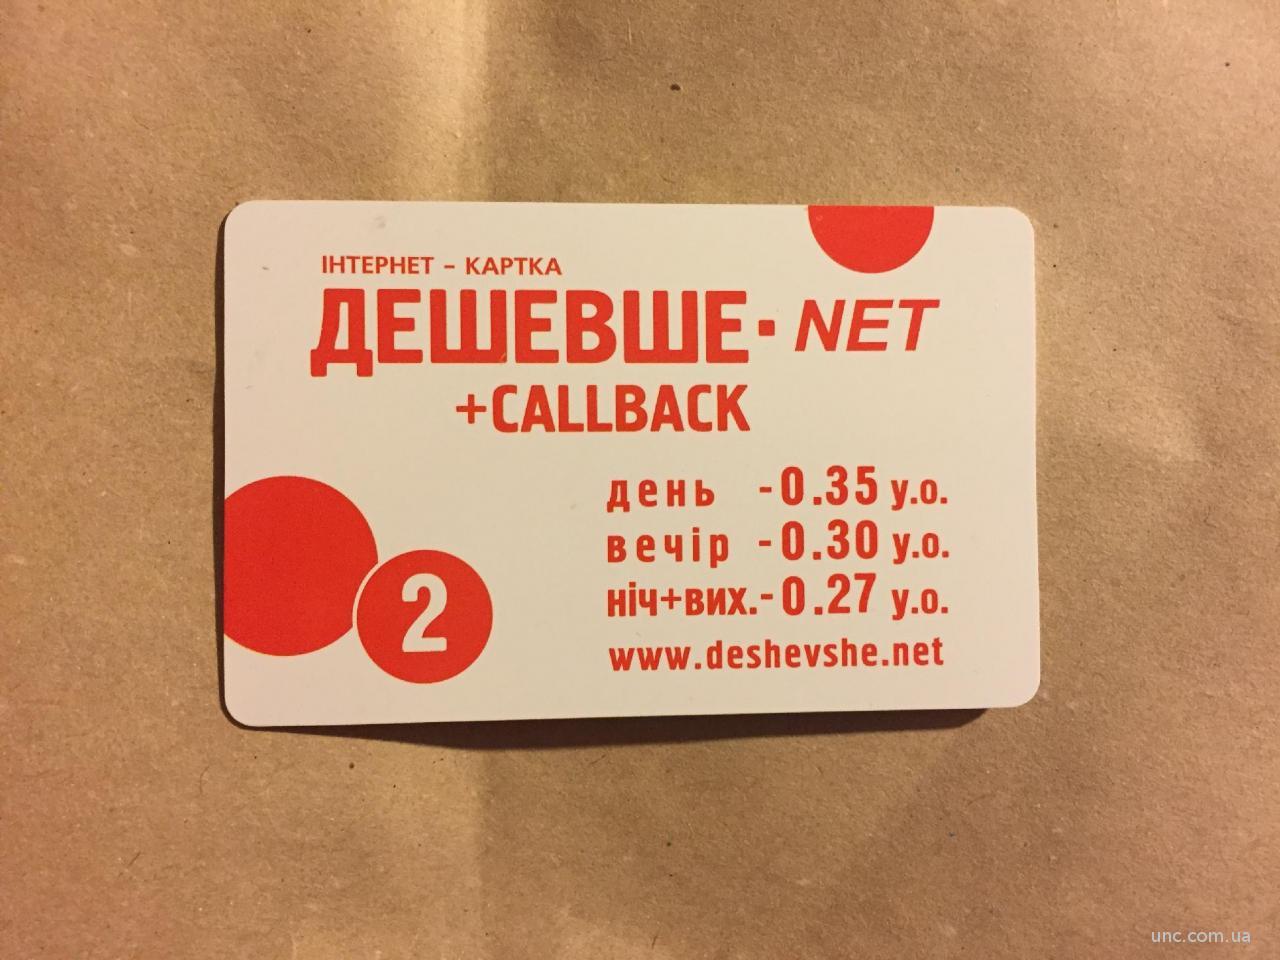 ІНТЕРНЕТ - КАРТКА
ДЕШЕВШЕ·NET
+CALLBACK
день -0.35 у.о.
вечір -0.30 у.о.
ніч+вих.-0.27 у.о.
www.deshevshe.net
2
unc.com.ua